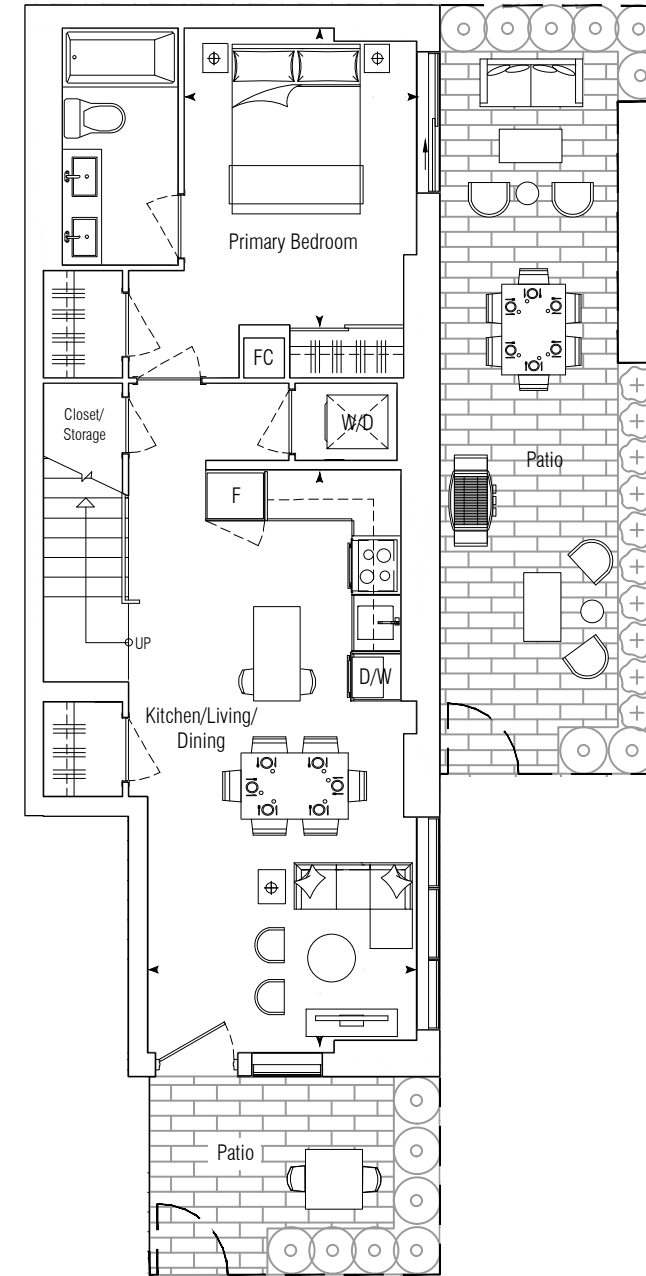 Primary Bedroom
FC
Closet/
Storage
W/D
Patio
F
UP
D/W
Kitchen/Living/
Dining
Patio